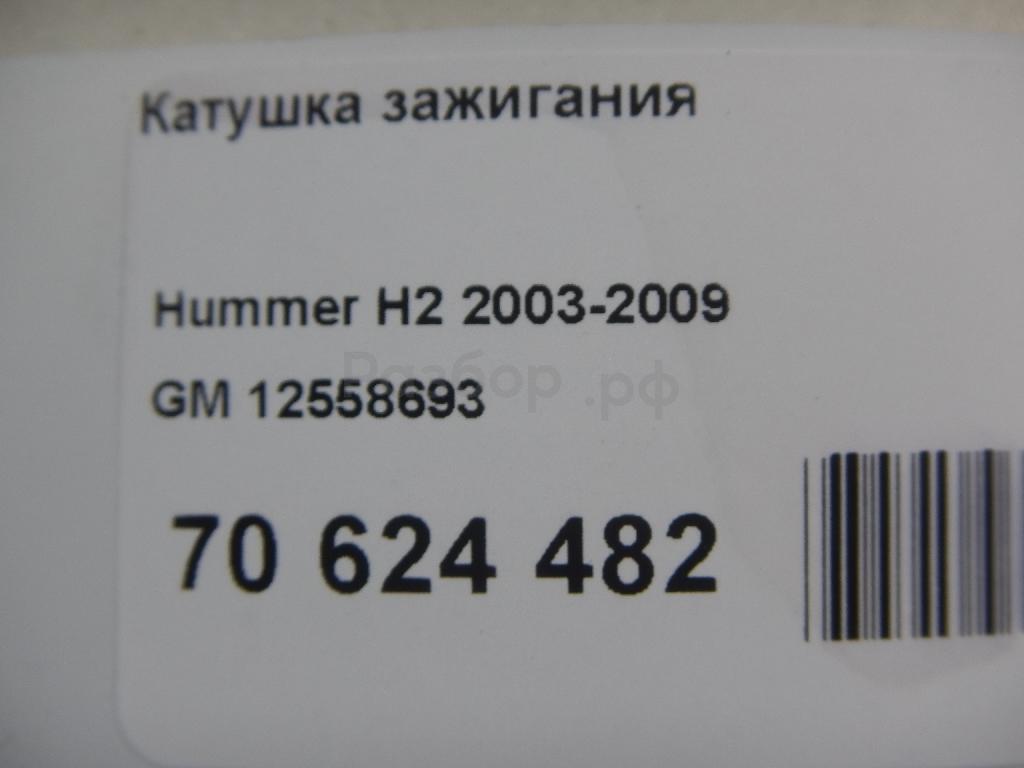 Катушка зажигания
Hummer H2 2003-2009
Разбор.рф
GM 12558693
70 624 482